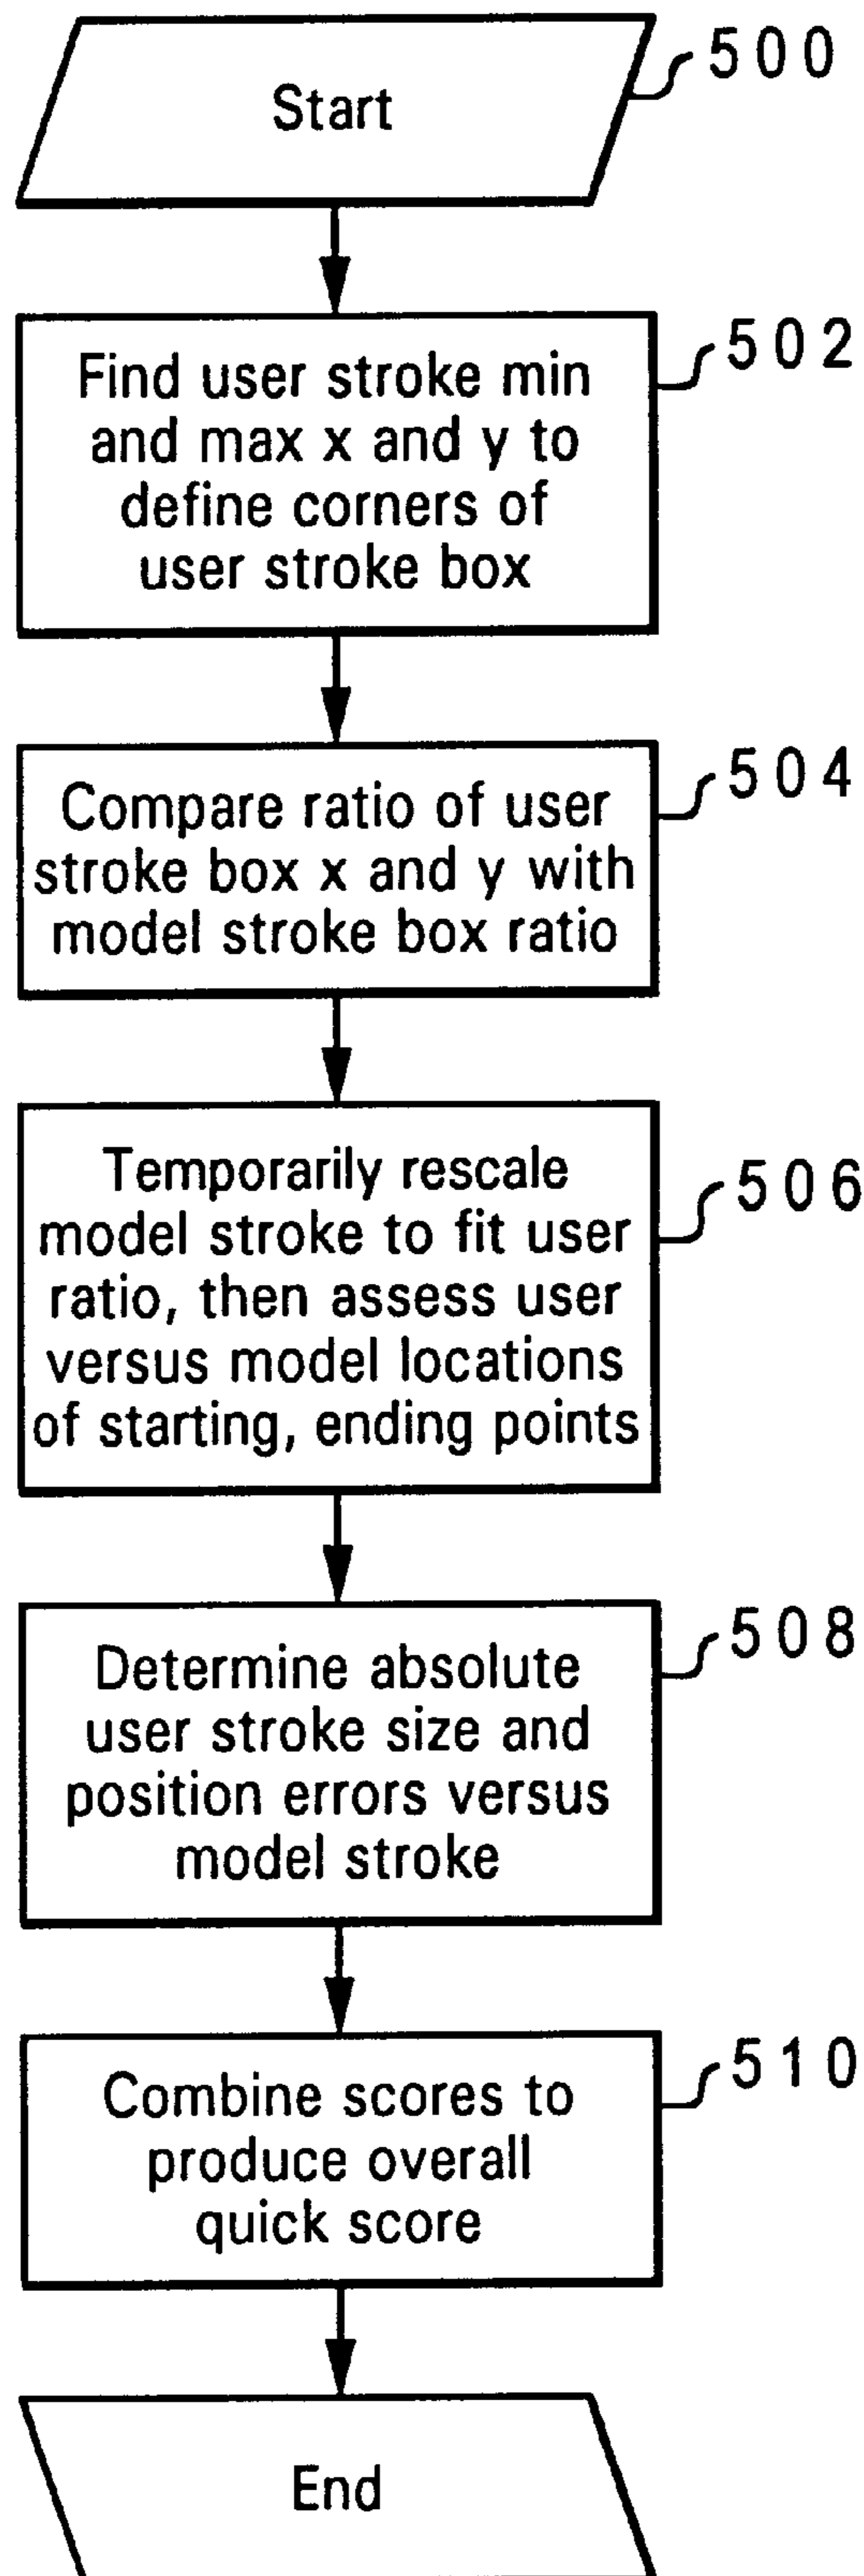 Start
500
Find user stroke min
and max x and y to
define corners of
user stroke box
502
Compare ratio of user
stroke box x and y with
model stroke box ratio
504
Temporarily rescale
model stroke to fit user
ratio, then assess user
versus model locations
of starting, ending points
506
Determine absolute
user stroke size and
position errors versus
model stroke
508
Combine scores to
produce overall
quick score
510
End